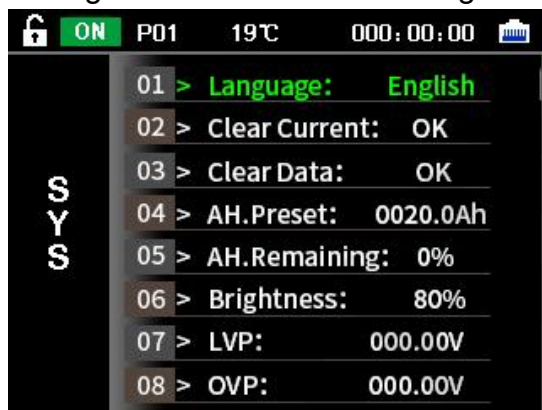 ON P01 19℃ 000:00:00
SYS
01 > Language: English
02 > Clear Current: OK
03 > Clear Data: OK
04 > AH.Preset: 0020.0Ah
05 > AH.Remaining: 0%
06 > Brightness: 80%
07 > LVP: 000.00V
08 > OVP: 000.00V